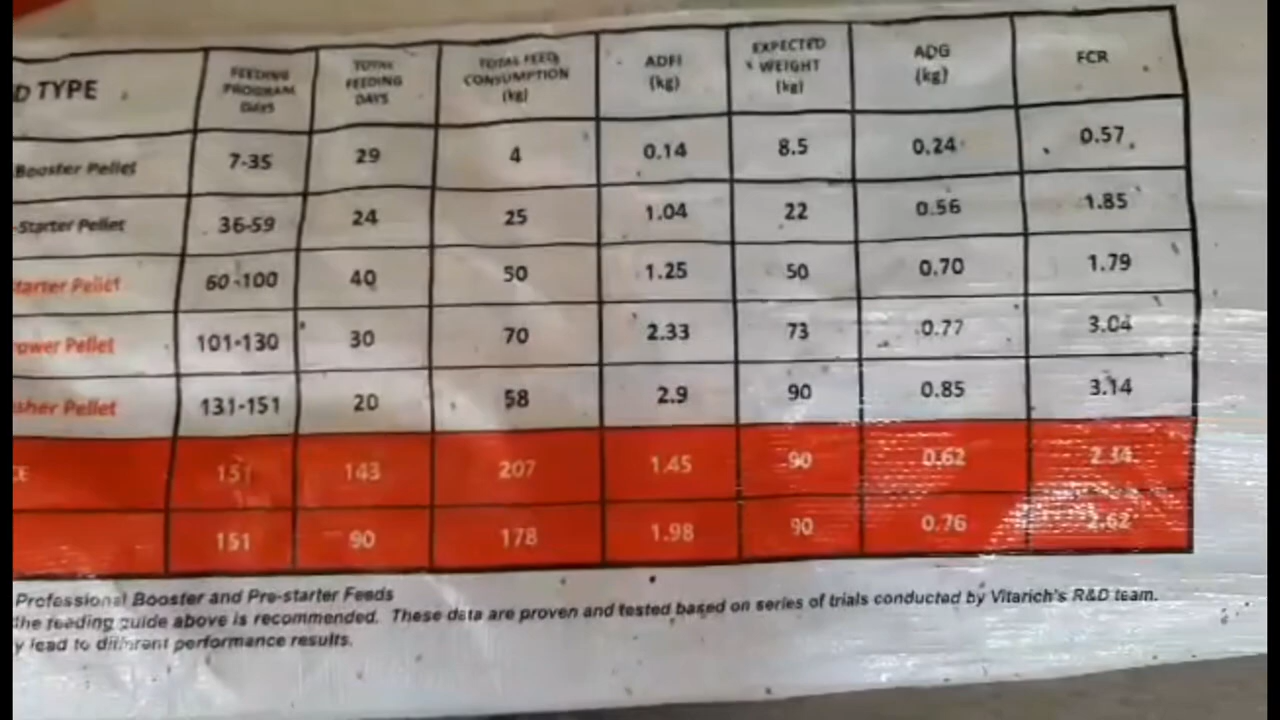 D TYPE FEEDING PROGRAM DAYS TOTAL FEEDING DAYS TOTAL FEED CONSUMPTION (kg) ADFI (kg) EXPECTED WEIGHT (kg) ADG (kg) FCR
Booster Pellet 7-35 29 4 0.14 8.5 0.24 0.57
-Starter Pellet 36-59 24 25 1.04 22 0.56 1.85
tarter Pellet 60-100 40 50 1.25 50 0.70 1.79
ower Pellet 101-130 30 70 2.33 73 0.77 3.04
sher Pellet 131-151 20 58 2.9 90 0.85 3.14
CE 151 143 207 1.45 90 0.62 2.34
151 90 178 1.98 90 0.76 2.62
Professional Booster and Pre-starter Feeds
the feeding guide above is recommended. These data are proven and tested based on series of trials conducted by Vitarich's R&D team.
y lead to different performance results.